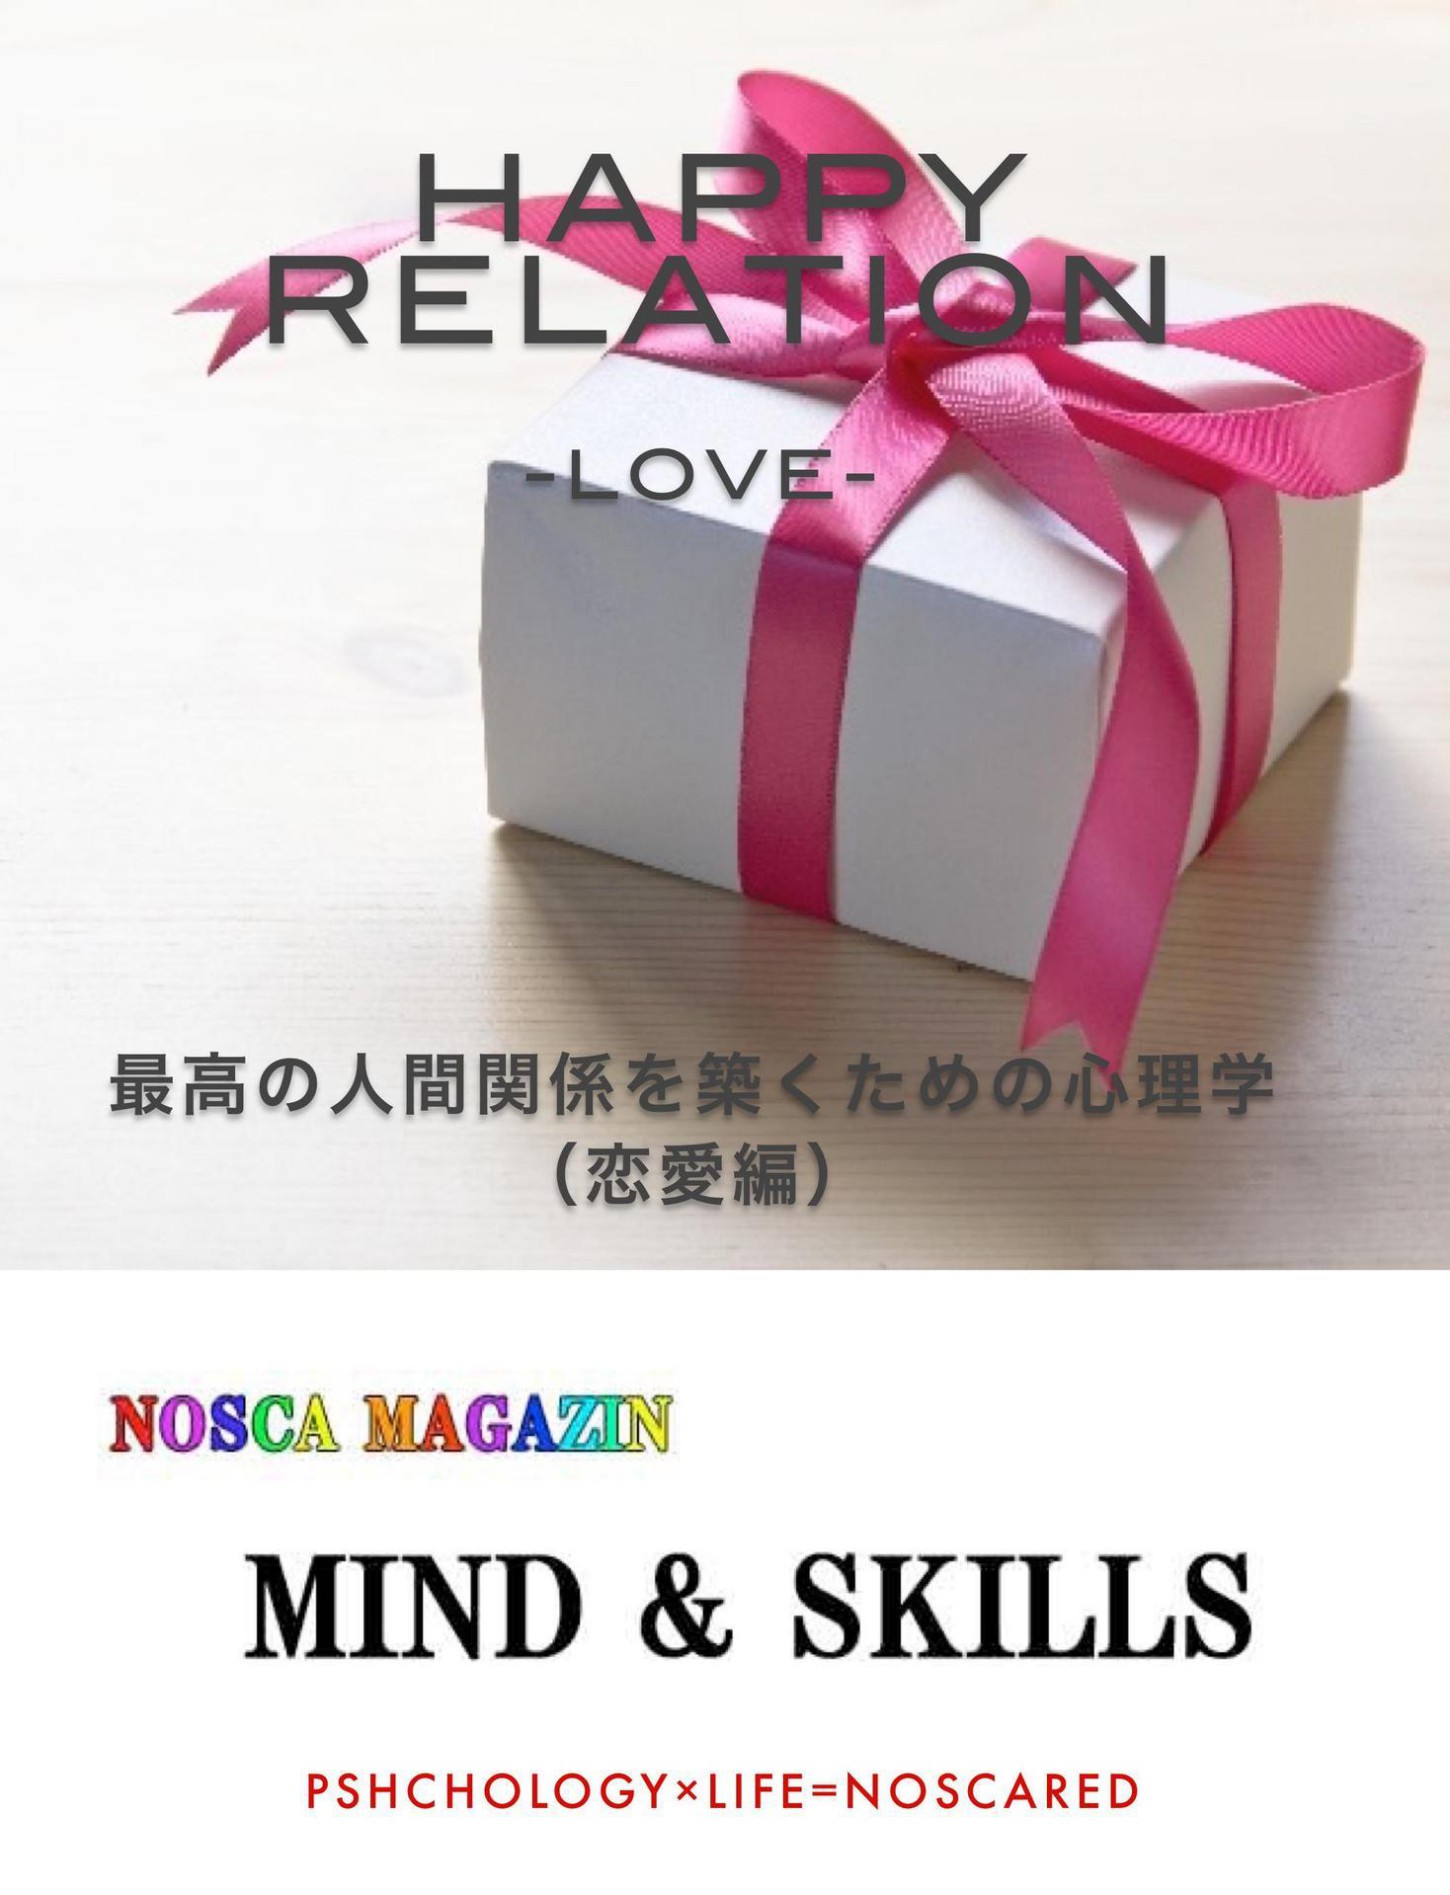 HAPPY
RELATION
-LOVE-
最高の人間関係を築くための心理学
(恋愛編)
NOSCA MAGAZIN
MIND & SKILLS
PSHCHOLOGY×LIFE=NOSCARED